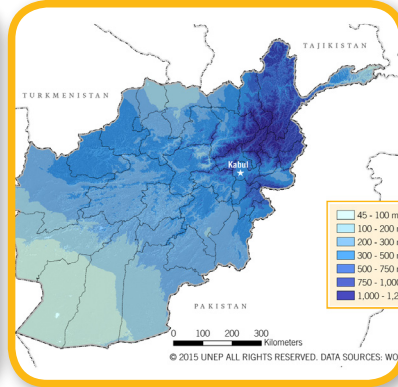 TAJIKISTAN
TURKMENISTAN
Kabul
45 - 100 m
100 - 200
200 - 300
300 - 500
500 - 750
750 - 1,00
1,000 - 1,2
PAKISTAN
0 100 200 300
Kilometers
© 2015 UNEP ALL RIGHTS RESERVED. DATA SOURCES: WO